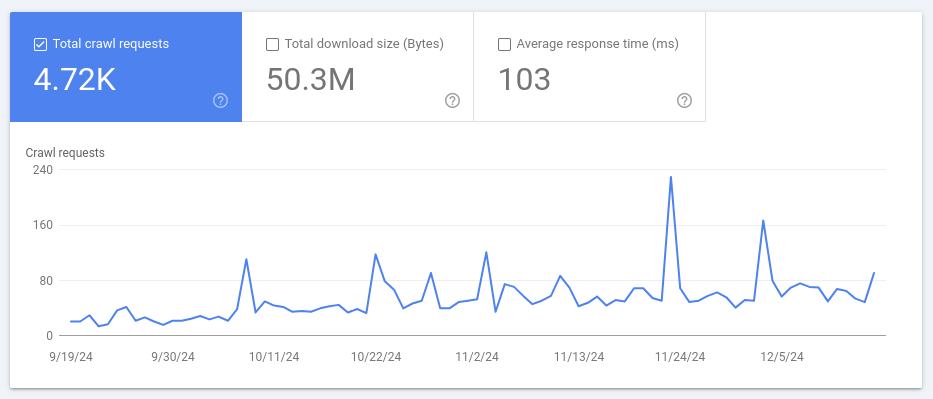 Total crawl requests
4.72K
Total download size (Bytes)
50.3M
Average response time (ms)
103
Crawl requests
240
160
80
0
9/19/24 9/30/24 10/11/24 10/22/24 11/2/24 11/13/24 11/24/24 12/5/24